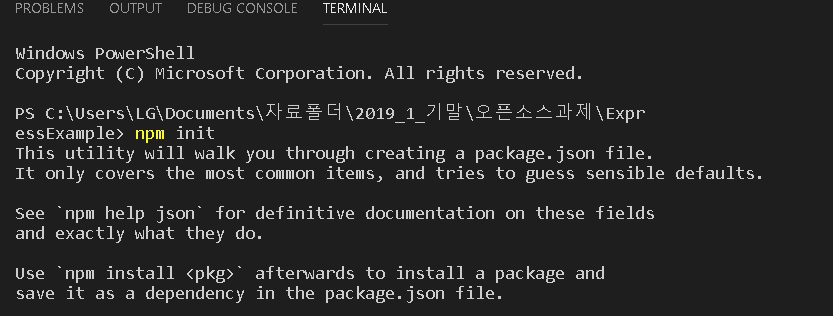 PROBLEMS OUTPUT DEBUG CONSOLE TERMINAL
Windows PowerShell
Copyright (C) Microsoft Corporation. All rights reserved.
PS C:\Users\LG\Documents\자료폴더\2019_1_기말\오픈소스과제\Expr
essExample> npm init
This utility will walk you through creating a package.json file.
It only covers the most common items, and tries to guess sensible defaults.
See `npm help json` for definitive documentation on these fields
and exactly what they do.
Use `npm install <pkg>` afterwards to install a package and
save it as a dependency in the package.json file.